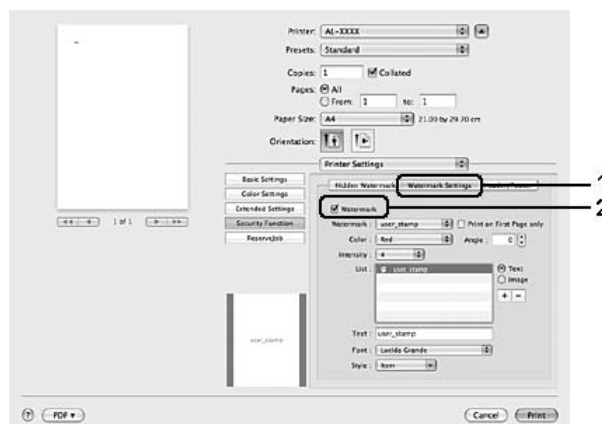 Printer: AL-XXXX
Presets: Standard
Copies: 1 Collated
Pages: All
From: 1 to: 1
Paper Size: A4 21.00 by 29.70 cm
Orientation:
Printer Settings
Basic Settings
Color Settings
Extended Settings
Security Function
ReserveJob
1 of 1
Hidden Watermark Watermark Settings Header/Footer
1
Watermark
2
Watermark : user_stamp Print on First Page only
Color : Red Angle : 0
Intensity : 4
List : user_stamp Text
Image
+ -
user_stamp
Text : user_stamp
Font : Lucida Grande
Style : Item
? PDF Cancel Print